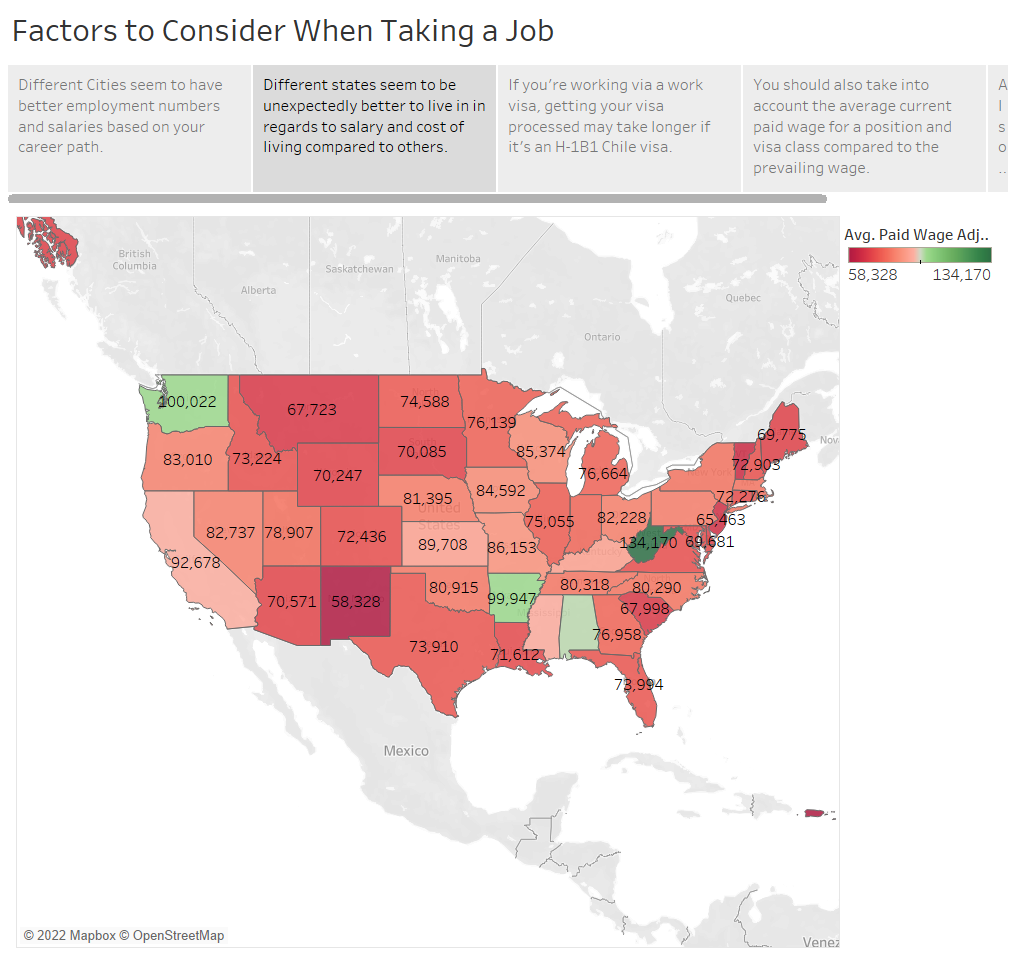 Factors to Consider When Taking a Job
Different Cities seem to have
better employment numbers
and salaries based on your
career path.
Different states seem to be
unexpectedly better to live in in
regards to salary and cost of
living compared to others.
If you’re working via a work
visa, getting your visa
processed may take longer if
it’s an H-1B1 Chile visa.
You should also take into
account the average current
paid wage for a position and
visa class compared to the
prevailing wage.
A
l
s
o
...
Avg. Paid Wage Adj..
58,328 134,170
British
Columbia
Alberta
Saskatchewan
Manitoba
Ontario
Quebec
Nov
100,022
67,723
74,588
76,139
69,775
83,010
73,224
70,247
70,085
85,374
76,664
72,903
81,395
84,592
72,276
United
States
82,737
78,907
72,436
89,708
86,153
75,055
82,228
65,463
134,170
69,681
92,678
70,571
58,328
80,915
99,947
80,318
80,290
67,998
73,910
71,612
76,958
73,994
Mexico
Venez
© 2022 Mapbox © OpenStreetMap